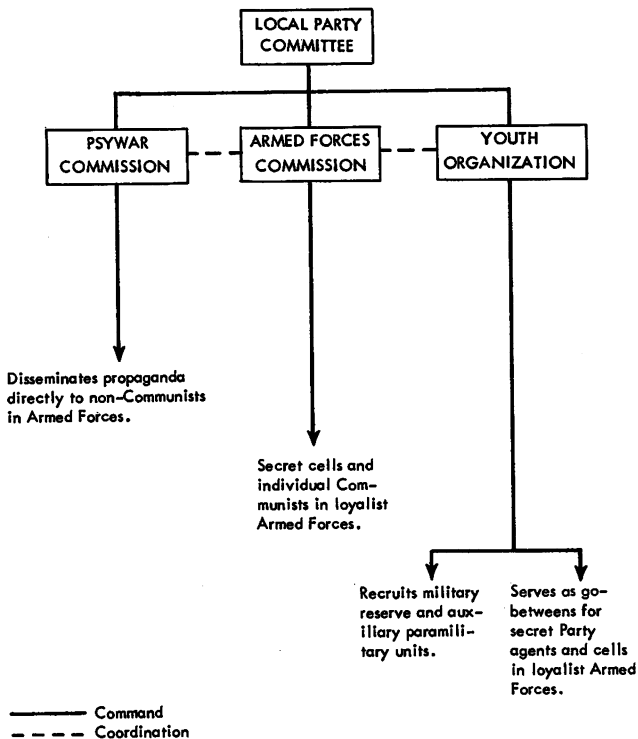 LOCAL PARTY
COMMITTEE
PSYWAR
COMMISSION
ARMED FORCES
COMMISSION
YOUTH
ORGANIZATION
Disseminates propaganda
directly to non-Communists
in Armed Forces.
Secret cells and
individual Com-
munists in loyalist
Armed Forces.
Recruits military
reserve and aux-
iliary paramili-
tary units.
Serves as go-
betweens for
secret Party
agents and cells
in loyalist Armed
Forces.
Command
Coordination